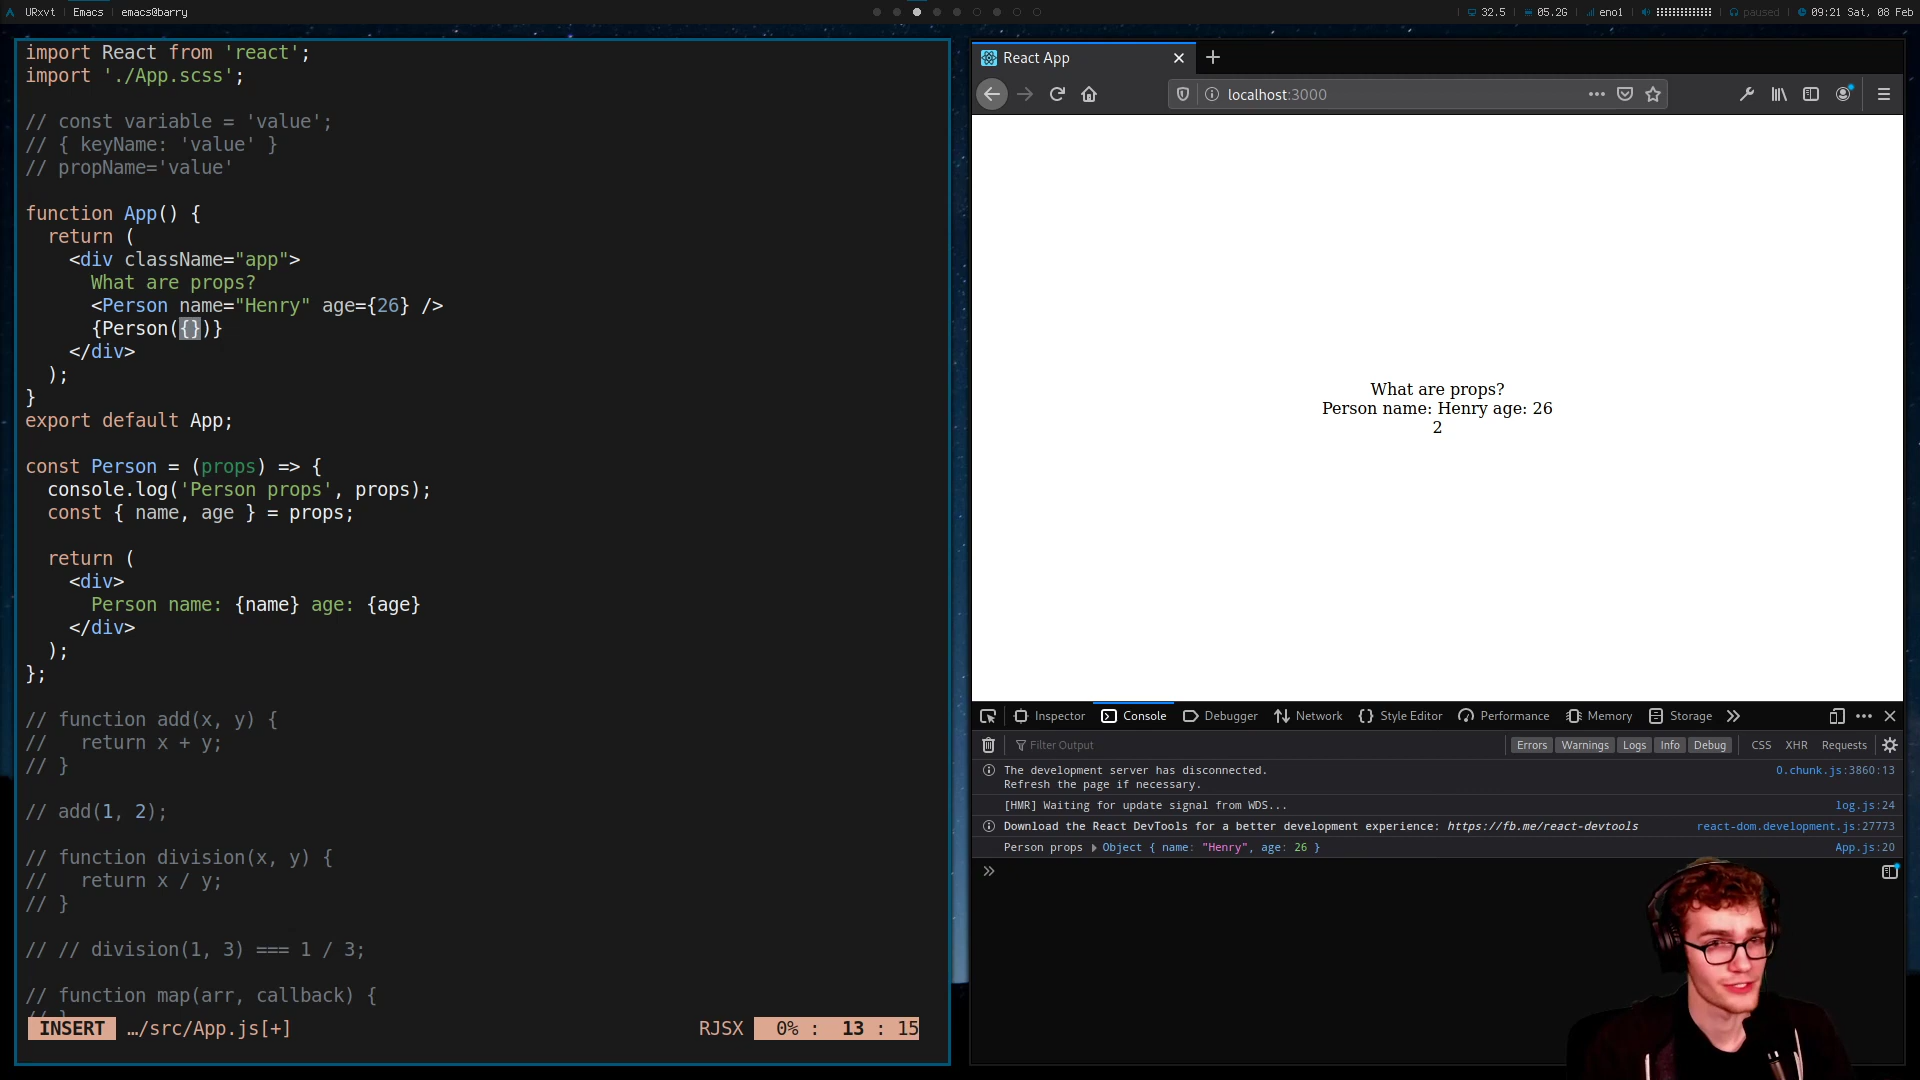 URxvt Emacs emacs@barry
32.5 05.2G eno1 paused 09:21 Sat, 08 Feb
import React from 'react';
import './App.scss';
// const variable = 'value';
// { keyName: 'value' }
// propName='value'
function App() {
return (
<div className="app">
What are props?
<Person name="Henry" age={26} />
{Person({})}
</div>
);
}
export default App;
const Person = (props) => {
console.log('Person props', props);
const { name, age } = props;
return (
<div>
Person name: {name} age: {age}
</div>
);
};
// function add(x, y) {
//   return x + y;
// }
// add(1, 2);
// function division(x, y) {
//   return x / y;
// }
// // division(1, 3) === 1 / 3;
// function map(arr, callback) {
// }
INSERT …/src/App.js[+] RJSX 0% : 13 : 15
React App
localhost:3000
What are props?
Person name: Henry age: 26
2
Inspector Console Debugger Network Style Editor Performance Memory Storage
Filter Output Errors Warnings Logs Info Debug CSS XHR Requests
The development server has disconnected. 0.chunk.js:3860:13
Refresh the page if necessary.
[HMR] Waiting for update signal from WDS... log.js:24
Download the React DevTools for a better development experience: https://fb.me/react-devtools react-dom.development.js:27773
Person props ▶ Object { name: "Henry", age: 26 } App.js:20